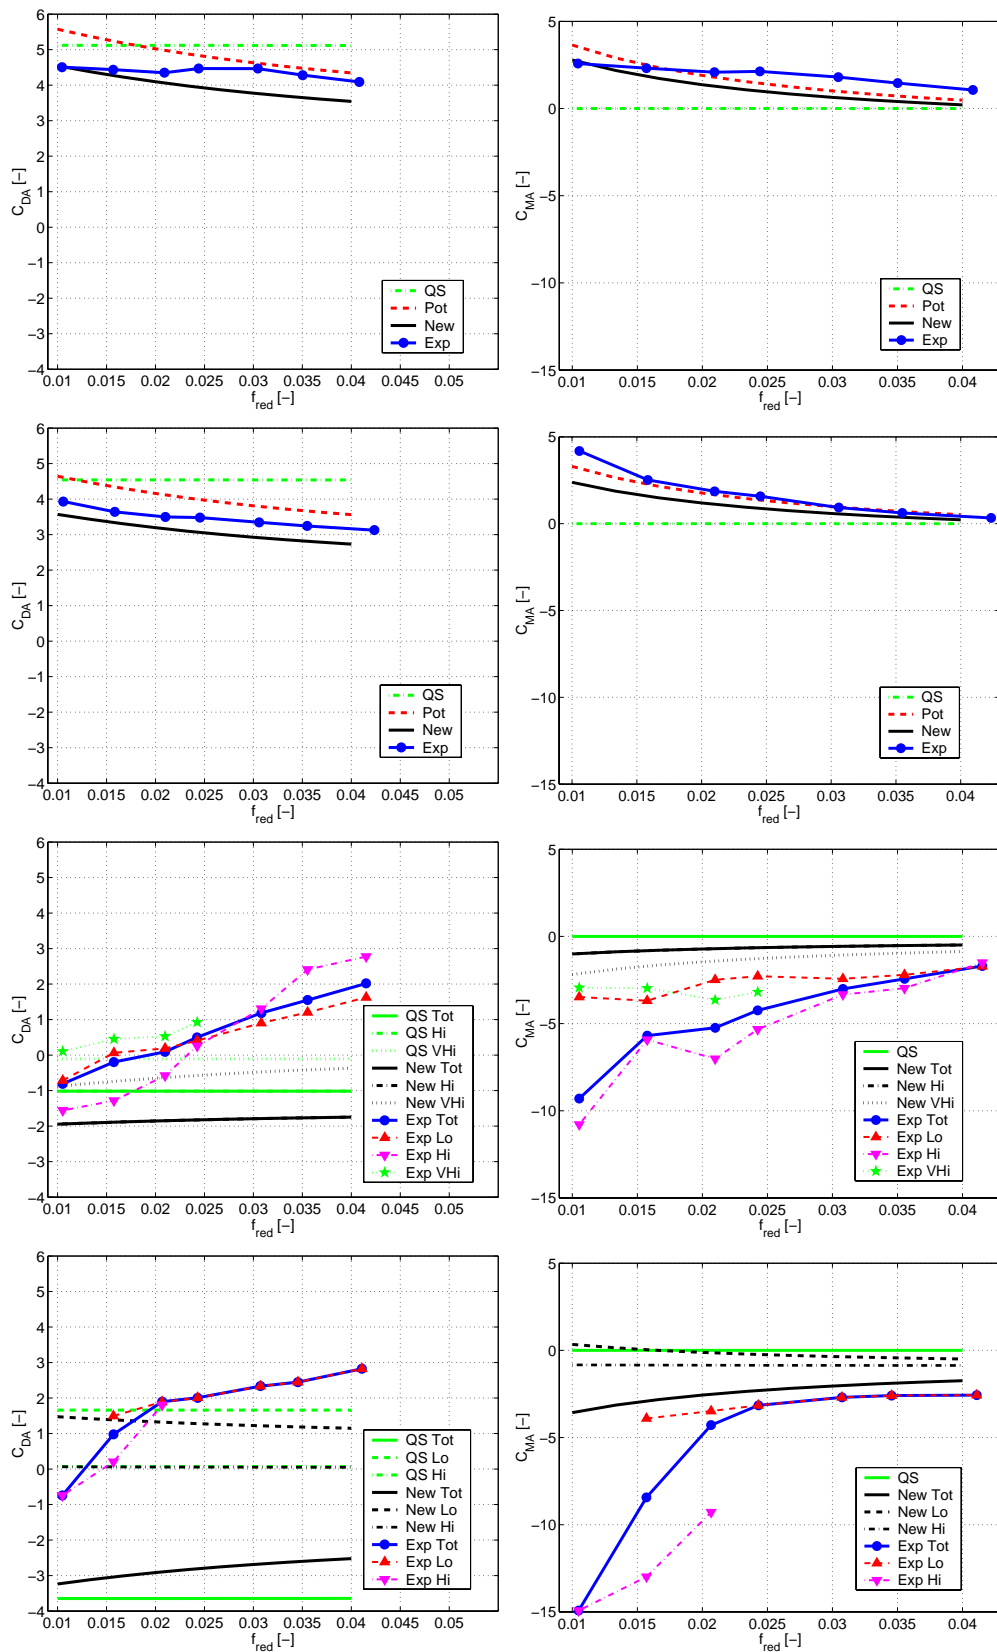 6
5
4
3
2
1
0
−1
−2
−3
−4
C_DA [−]
0.01 0.015 0.02 0.025 0.03 0.035 0.04 0.045 0.05
f_red [−]
QS
Pot
New
Exp
5
0
−5
−10
−15
C_MA [−]
0.01 0.015 0.02 0.025 0.03 0.035 0.04
f_red [−]
QS
Pot
New
Exp
6
5
4
3
2
1
0
−1
−2
−3
−4
C_DA [−]
0.01 0.015 0.02 0.025 0.03 0.035 0.04 0.045 0.05
f_red [−]
QS
Pot
New
Exp
5
0
−5
−10
−15
C_MA [−]
0.01 0.015 0.02 0.025 0.03 0.035 0.04
f_red [−]
QS
Pot
New
Exp
6
5
4
3
2
1
0
−1
−2
−3
−4
C_DA [−]
0.01 0.015 0.02 0.025 0.03 0.035 0.04 0.045 0.05
f_red [−]
QS Tot
QS Hi
QS VHi
New Tot
New Hi
New VHi
Exp Tot
Exp Lo
Exp Hi
Exp VHi
5
0
−5
−10
−15
C_MA [−]
0.01 0.015 0.02 0.025 0.03 0.035 0.04
f_red [−]
QS
New Tot
New Hi
New VHi
Exp Tot
Exp Lo
Exp Hi
Exp VHi
6
5
4
3
2
1
0
−1
−2
−3
−4
C_DA [−]
0.01 0.015 0.02 0.025 0.03 0.035 0.04 0.045 0.05
f_red [−]
QS Tot
QS Lo
QS Hi
New Tot
New Lo
New Hi
Exp Tot
Exp Lo
Exp Hi
5
0
−5
−10
−15
C_MA [−]
0.01 0.015 0.02 0.025 0.03 0.035 0.04
f_red [−]
QS
New Tot
New Lo
New Hi
Exp Tot
Exp Lo
Exp Hi